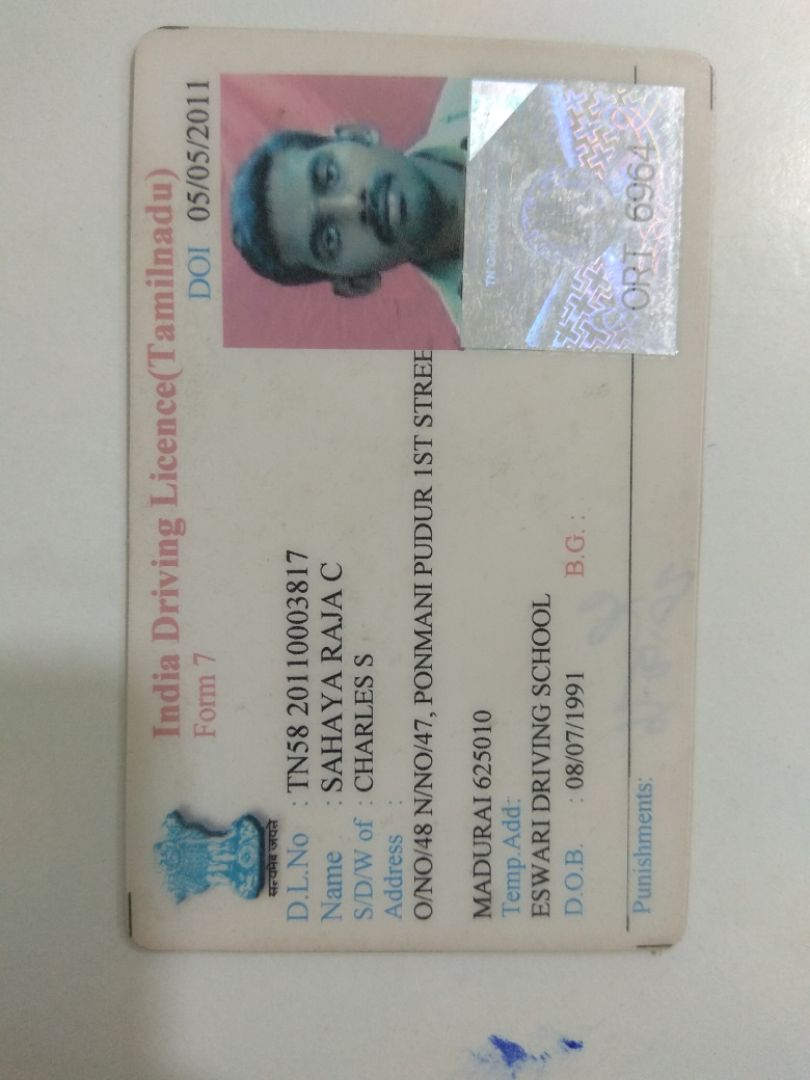 India Driving Licence(Tamilnadu)
Form 7
DOI 05/05/2011
सत्यमेव जयते
D.L.No : TN58 20110003817
Name : SAHAYA RAJA C
S/D/W of : CHARLES S
Address :
O/NO/48 N/NO/47, PONMANI PUDUR 1ST STREE
MADURAI 625010
Temp.Add:
ESWARI DRIVING SCHOOL
D.O.B. : 08/07/1991 B.G. :
Punishments:
ORT 6964